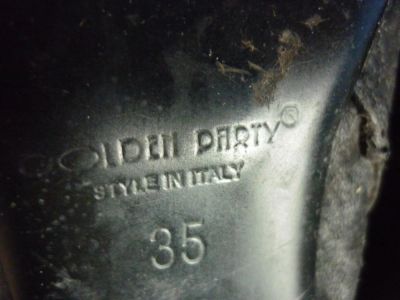 GOLDEN PARTY®
STYLE IN ITALY
35